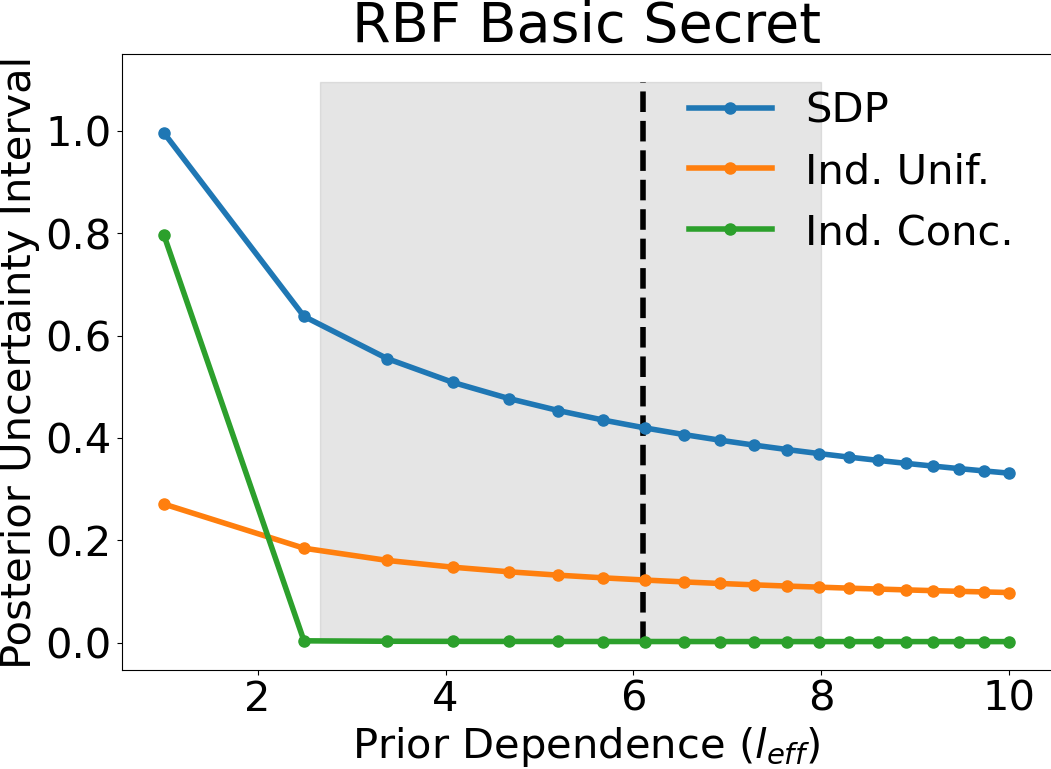 RBF Basic Secret
Posterior Uncertainty Interval
1.0
0.8
0.6
0.4
0.2
0.0
SDP
Ind. Unif.
Ind. Conc.
2 4 6 8 10
Prior Dependence (l_eff)